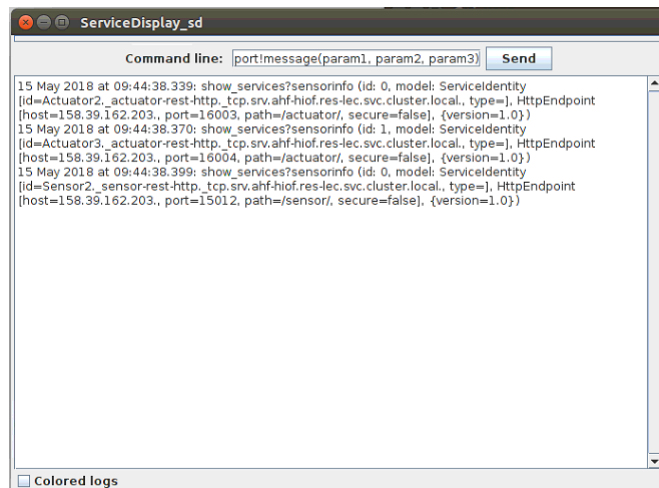 ServiceDisplay_sd
Command line: port!message(param1, param2, param3) Send
15 May 2018 at 09:44:38.339: show_services?sensorinfo (id: 0, model: ServiceIdentity
[id=Actuator2._actuator-rest-http._tcp.srv.ahf-hiof.res-lec.svc.cluster.local., type=], HttpEndpoint
[host=158.39.162.203., port=16003, path=/actuator/, secure=false], {version=1.0})
15 May 2018 at 09:44:38.370: show_services?sensorinfo (id: 1, model: ServiceIdentity
[id=Actuator3._actuator-rest-http._tcp.srv.ahf-hiof.res-lec.svc.cluster.local., type=], HttpEndpoint
[host=158.39.162.203., port=16004, path=/actuator/, secure=false], {version=1.0})
15 May 2018 at 09:44:38.399: show_services?sensorinfo (id: 0, model: ServiceIdentity
[id=Sensor2._sensor-rest-http._tcp.srv.ahf-hiof.res-lec.svc.cluster.local., type=], HttpEndpoint
[host=158.39.162.203., port=15012, path=/sensor/, secure=false], {version=1.0})
Colored logs